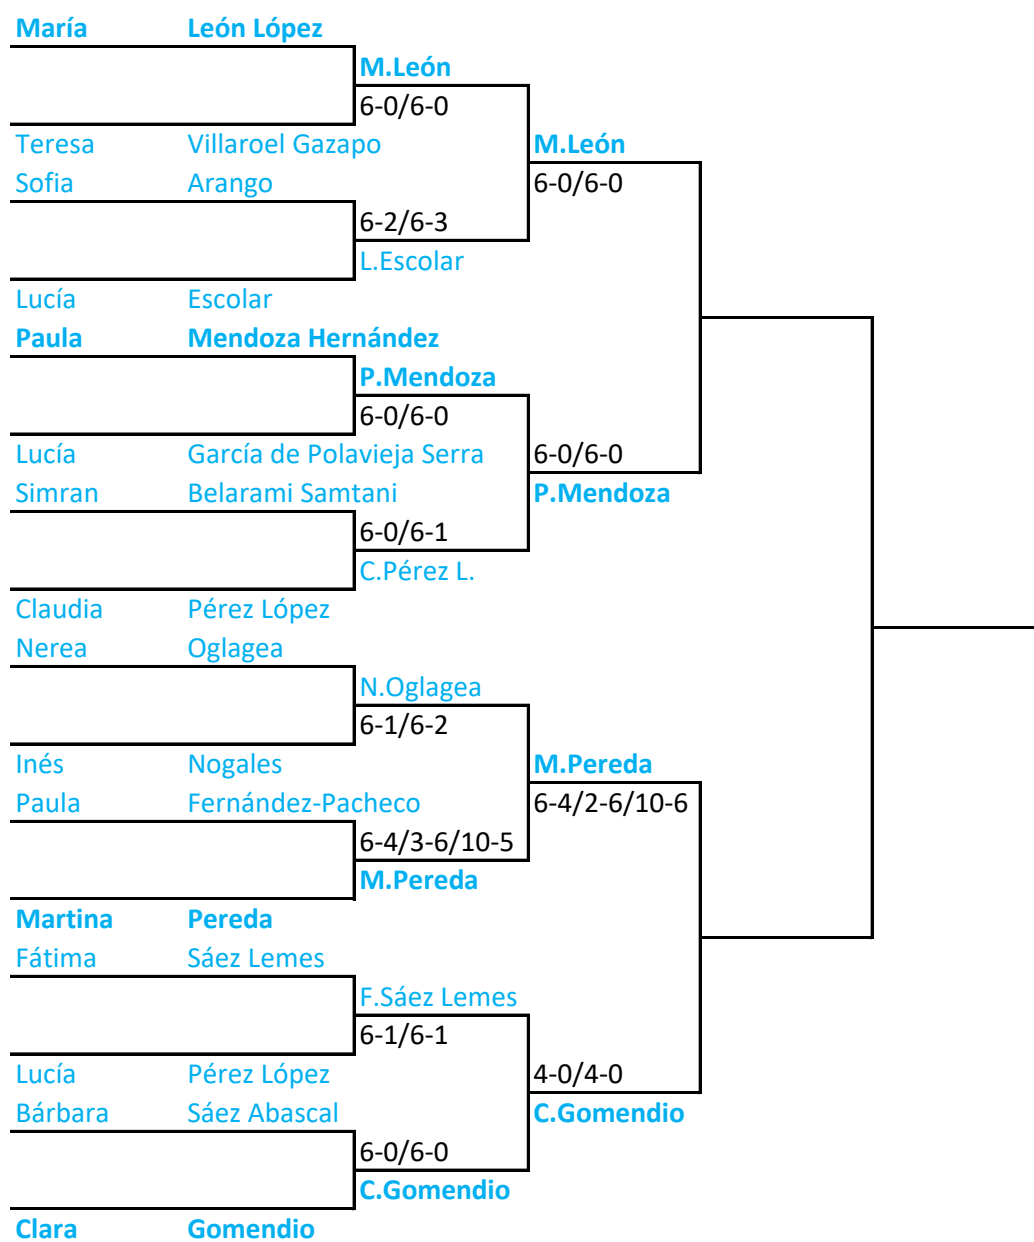 María León López
M.León
6-0/6-0
Teresa Villaroel Gazapo M.León
Sofia Arango 6-0/6-0
6-2/6-3
L.Escolar
Lucía Escolar
Paula Mendoza Hernández
P.Mendoza
6-0/6-0
Lucía García de Polavieja Serra 6-0/6-0
Simran Belarami Samtani P.Mendoza
6-0/6-1
C.Pérez L.
Claudia Pérez López
Nerea Oglagea
N.Oglagea
6-1/6-2
Inés Nogales M.Pereda
Paula Fernández-Pacheco 6-4/2-6/10-6
6-4/3-6/10-5
M.Pereda
Martina Pereda
Fátima Sáez Lemes
F.Sáez Lemes
6-1/6-1
Lucía Pérez López 4-0/4-0
Bárbara Sáez Abascal C.Gomendio
6-0/6-0
C.Gomendio
Clara Gomendio